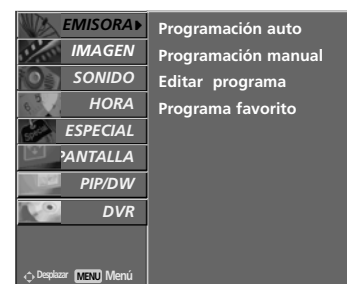 EMISORA
IMAGEN
SONIDO
HORA
ESPECIAL
PANTALLA
PIP/DW
DVR
Desplazar MENU Menú
Programación auto
Programación manual
Editar programa
Programa favorito